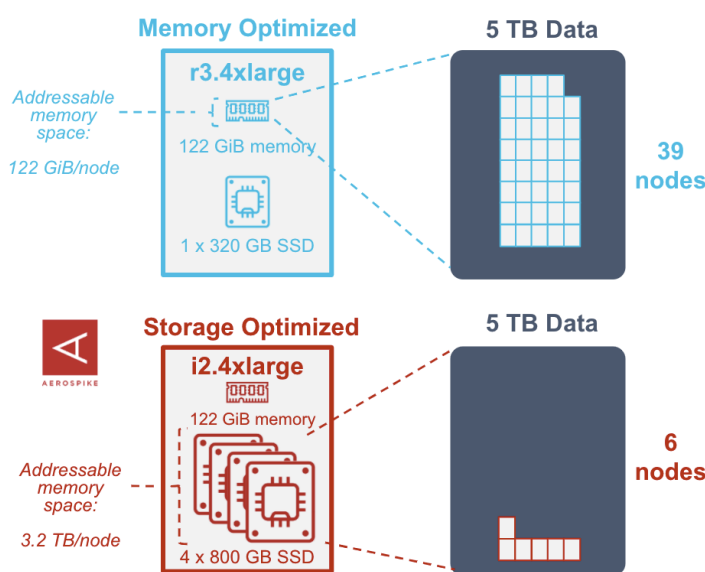 Memory Optimized
r3.4xlarge
122 GiB memory
1 x 320 GB SSD
Addressable
memory
space:
122 GiB/node
5 TB Data
39
nodes
AEROSPIKE
Storage Optimized
i2.4xlarge
122 GiB memory
4 x 800 GB SSD
Addressable
memory
space:
3.2 TB/node
5 TB Data
6
nodes